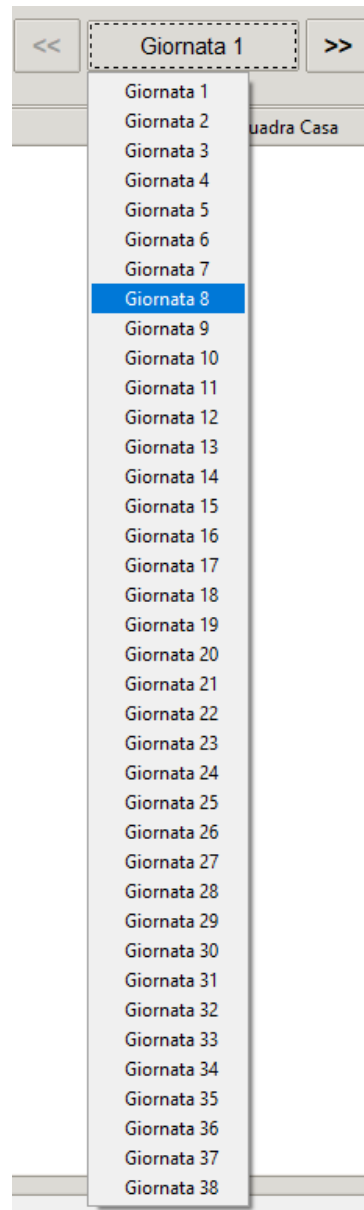 << Giornata 1 >>
Giornata 1
Giornata 2
uadra Casa
Giornata 3
Giornata 4
Giornata 5
Giornata 6
Giornata 7
Giornata 8
Giornata 9
Giornata 10
Giornata 11
Giornata 12
Giornata 13
Giornata 14
Giornata 15
Giornata 16
Giornata 17
Giornata 18
Giornata 19
Giornata 20
Giornata 21
Giornata 22
Giornata 23
Giornata 24
Giornata 25
Giornata 26
Giornata 27
Giornata 28
Giornata 29
Giornata 30
Giornata 31
Giornata 32
Giornata 33
Giornata 34
Giornata 35
Giornata 36
Giornata 37
Giornata 38